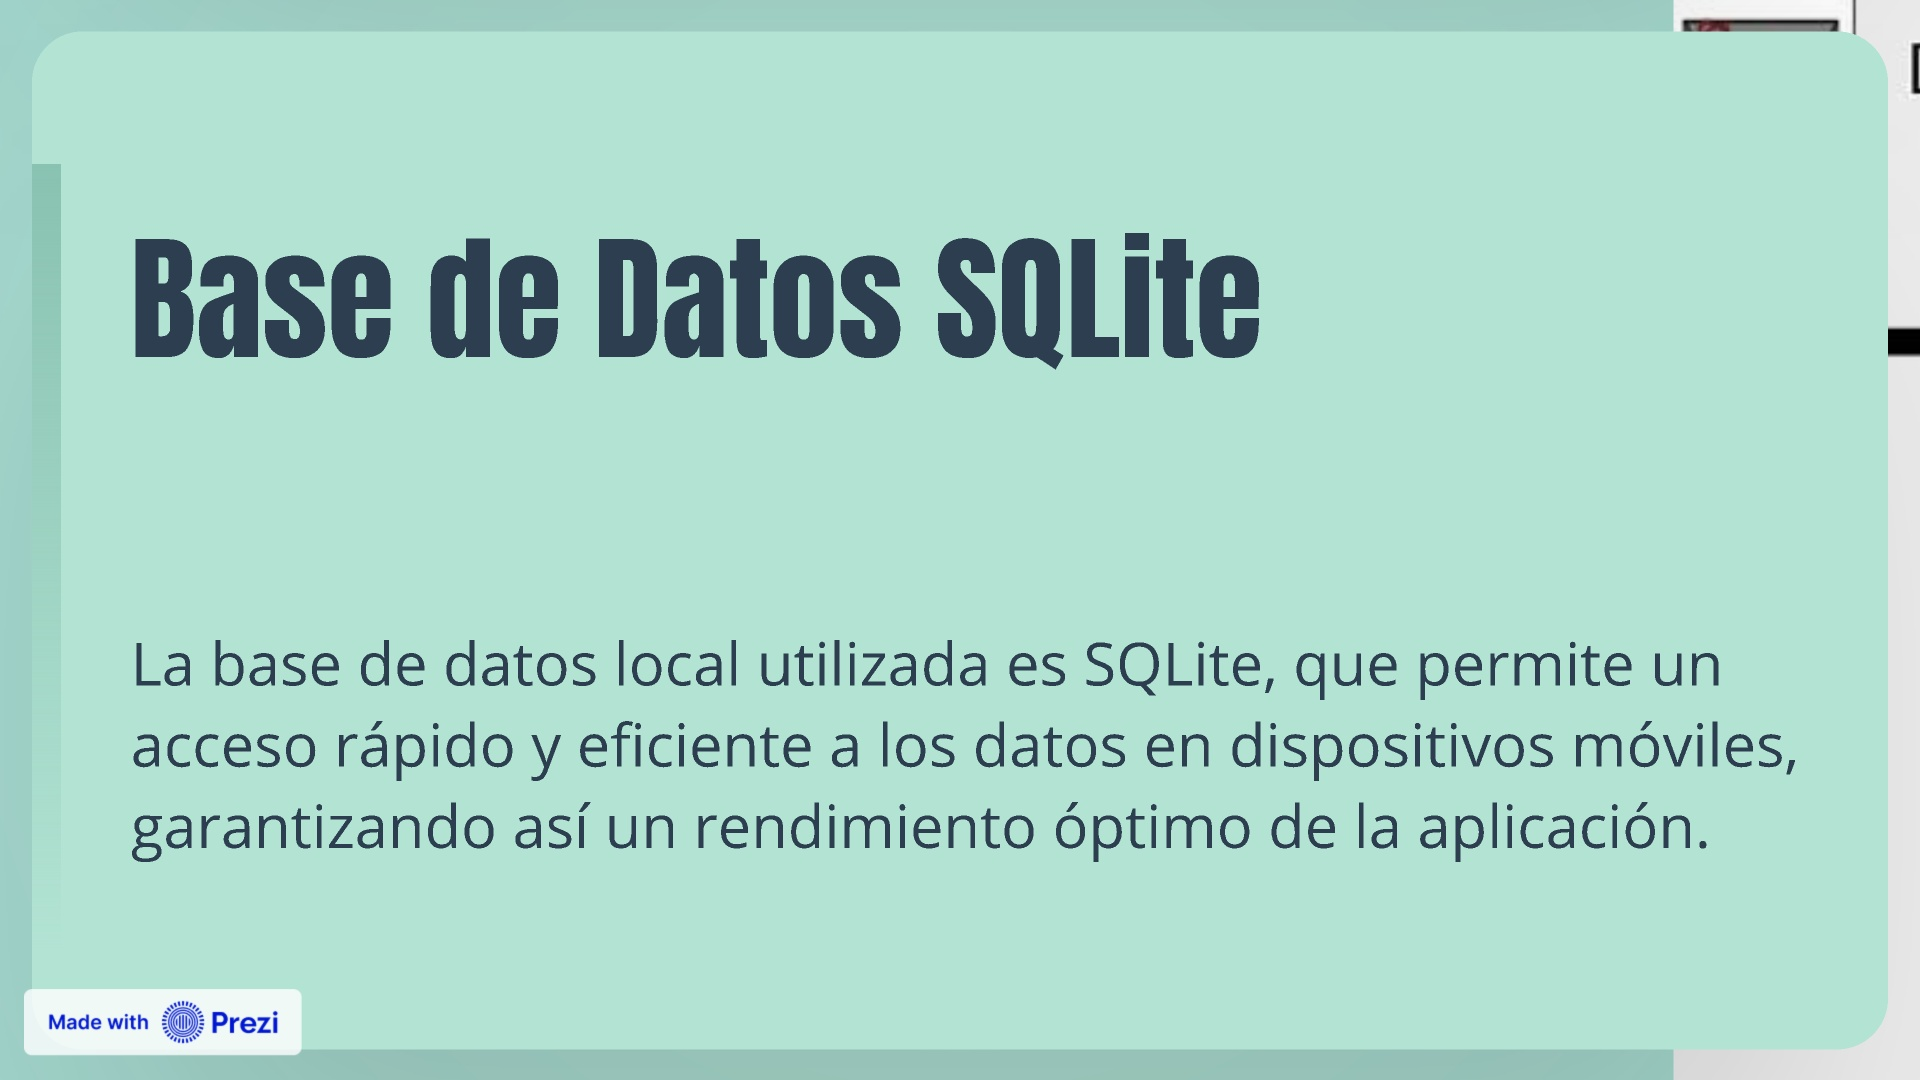 Base de Datos SQLite
La base de datos local utilizada es SQLite, que permite un
acceso rápido y eficiente a los datos en dispositivos móviles,
garantizando así un rendimiento óptimo de la aplicación.
Made with Prezi